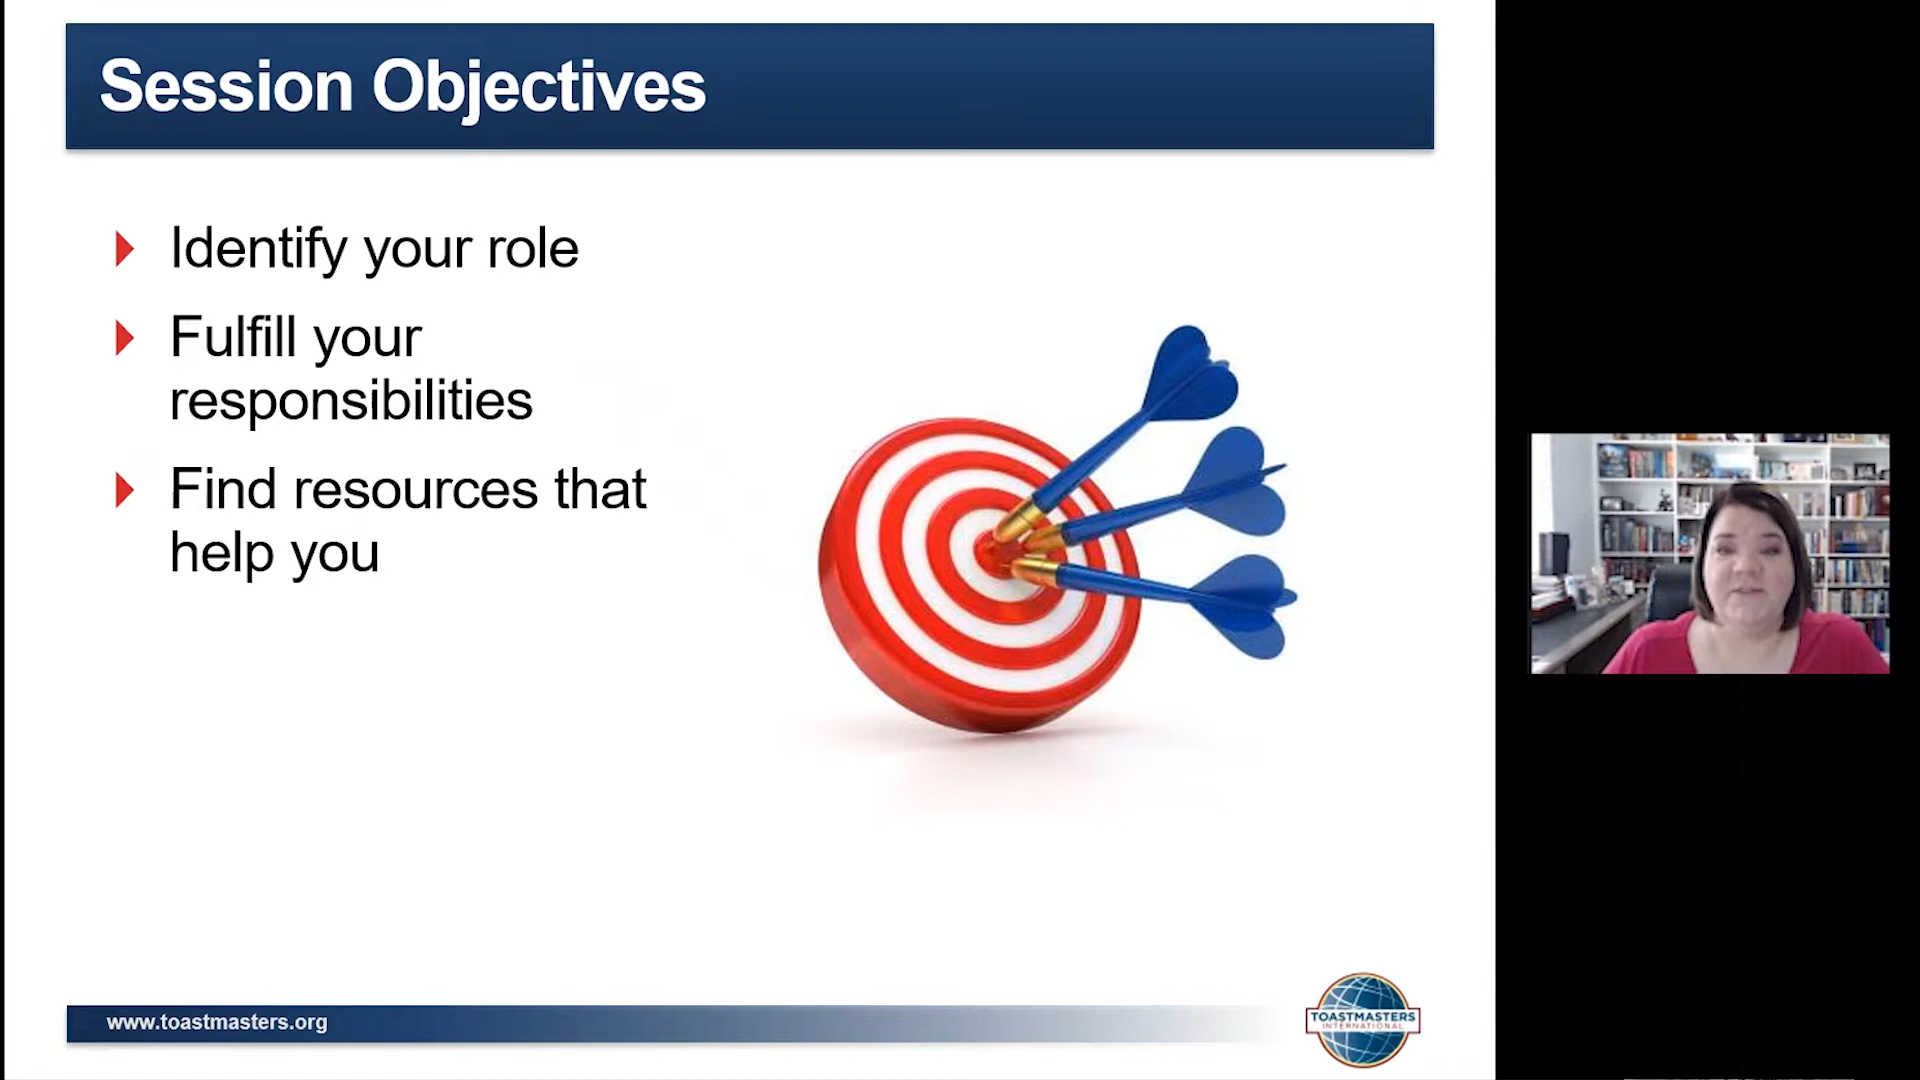 Session Objectives
Identify your role
Fulfill your
responsibilities
Find resources that
help you
www.toastmasters.org
TOASTMASTERS
INTERNATIONAL